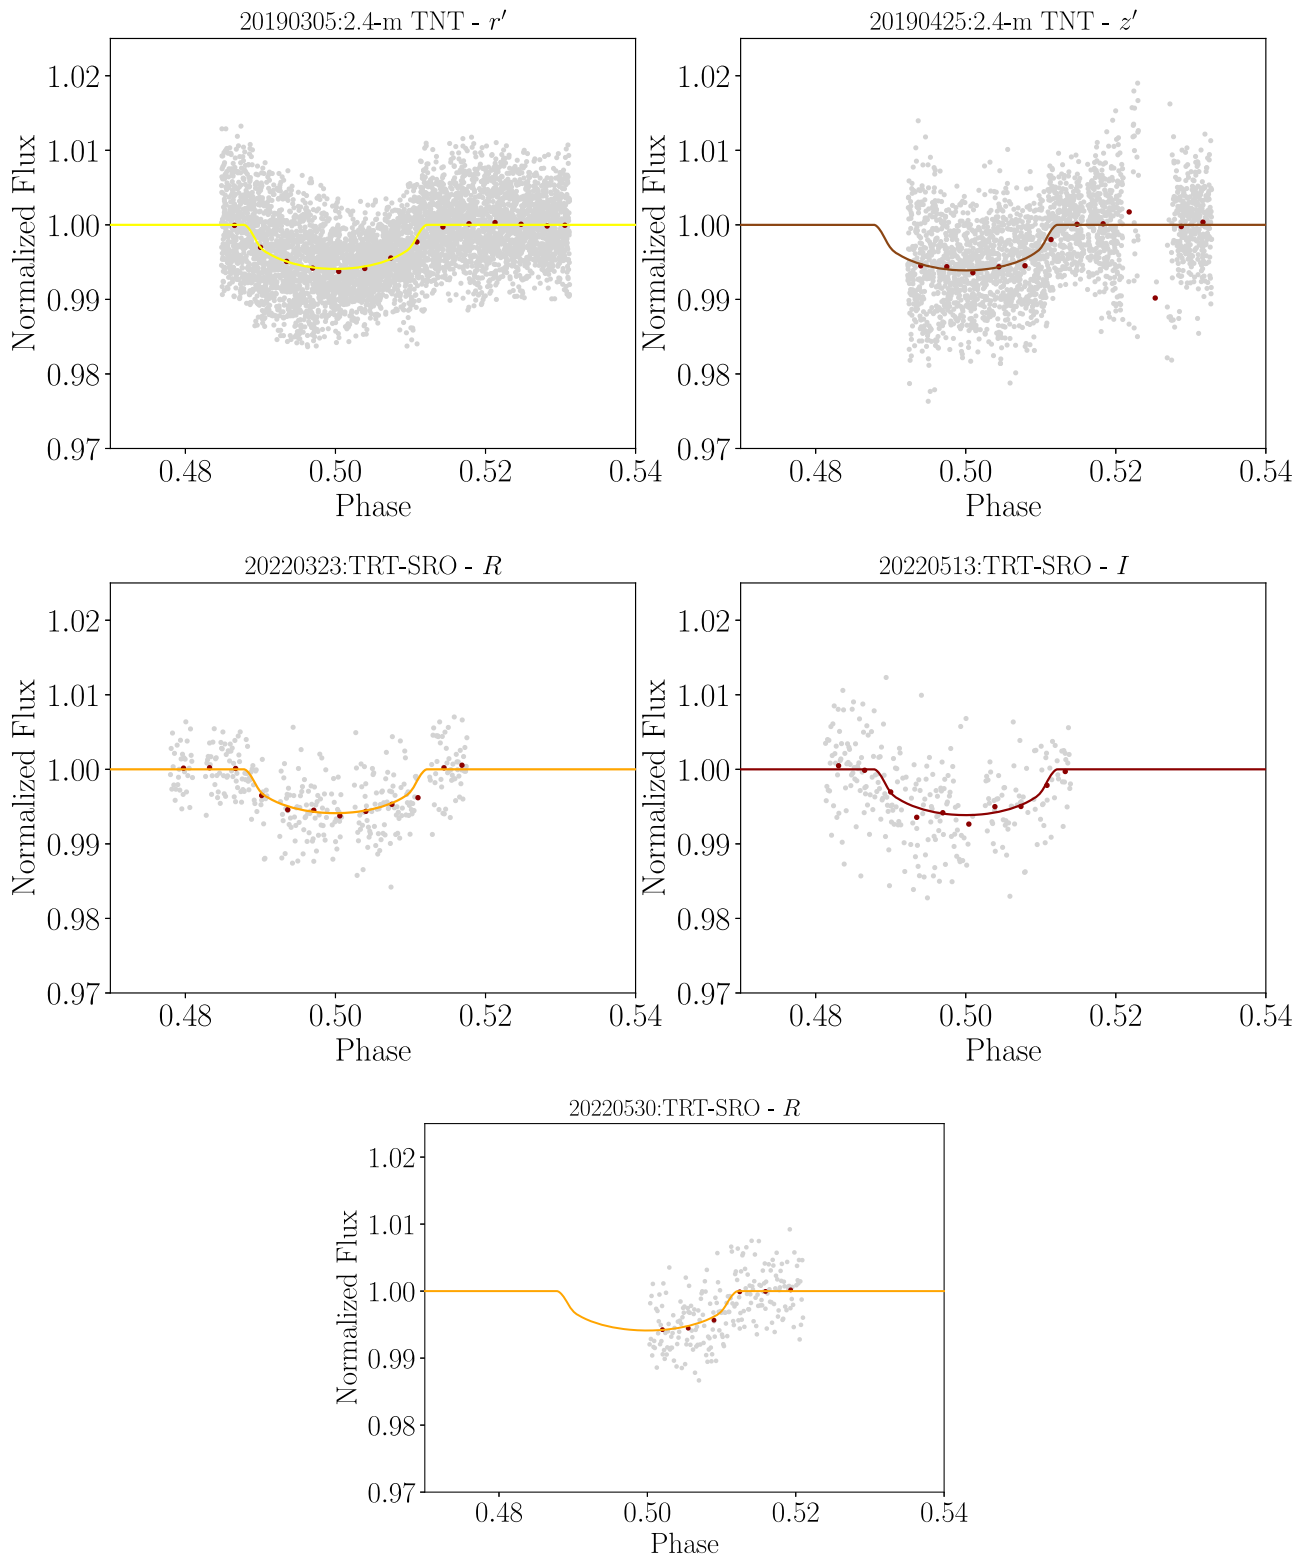 20190305:2.4-m TNT - r′
1.02
1.01
1.00
0.99
0.98
0.97
Normalized Flux
0.48 0.50 0.52 0.54
Phase
20190425:2.4-m TNT - z′
1.02
1.01
1.00
0.99
0.98
0.97
Normalized Flux
0.48 0.50 0.52 0.54
Phase
20220323:TRT-SRO - R
1.02
1.01
1.00
0.99
0.98
0.97
Normalized Flux
0.48 0.50 0.52 0.54
Phase
20220513:TRT-SRO - I
1.02
1.01
1.00
0.99
0.98
0.97
Normalized Flux
0.48 0.50 0.52 0.54
Phase
20220530:TRT-SRO - R
1.02
1.01
1.00
0.99
0.98
0.97
Normalized Flux
0.48 0.50 0.52 0.54
Phase